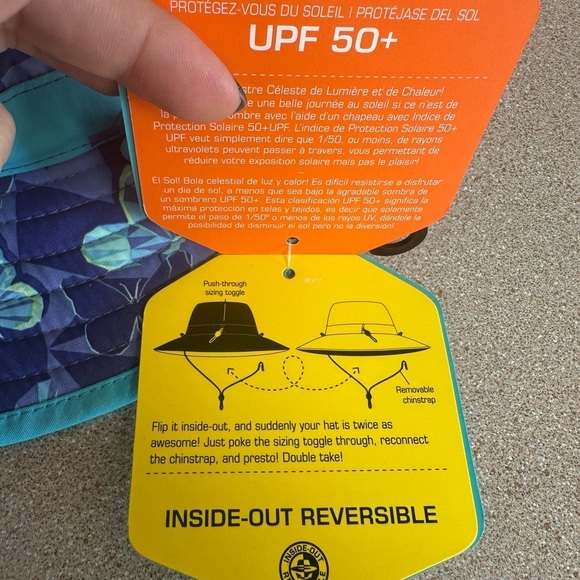 PROTÉGEZ-VOUS DU SOLEIL | PROTÉJASE DEL SOL
UPF 50+
stre Céleste de Lumière et de Chaleur!
e une belle journée au soleil si ce n'est de
la ombre avec l'aide d'un chapeau avec Indice de
Protection Solaire 50+UPF. L'indice de Protection Solaire 50+
UPF veut simplement dire que 1/50, ou moins, de rayons
ultraviolets peuvent passer à travers, vous permettant de
réduire votre exposition solaire mais pas le plaisir!
El Sol! Bola celestial de luz y calor! Es difícil resistirse a disfrutar
un día de sol, a menos que sea bajo la agradable sombra de
un sombrero UPF 50+. Esta clasificación UPF 50+ significa la
máxima protección en telas y tejidos, es decir que solamente
permite el paso de 1/50º o menos de los rayos UV, dándole la
posibilidad de disminuir el sol pero no la diversión!
Push-through
sizing toggle
Removable
chinstrap
Flip it inside-out, and suddenly your hat is twice as
awesome! Just poke the sizing toggle through, reconnect
the chinstrap, and presto! Double take!
INSIDE-OUT REVERSIBLE
INSIDE-OUT